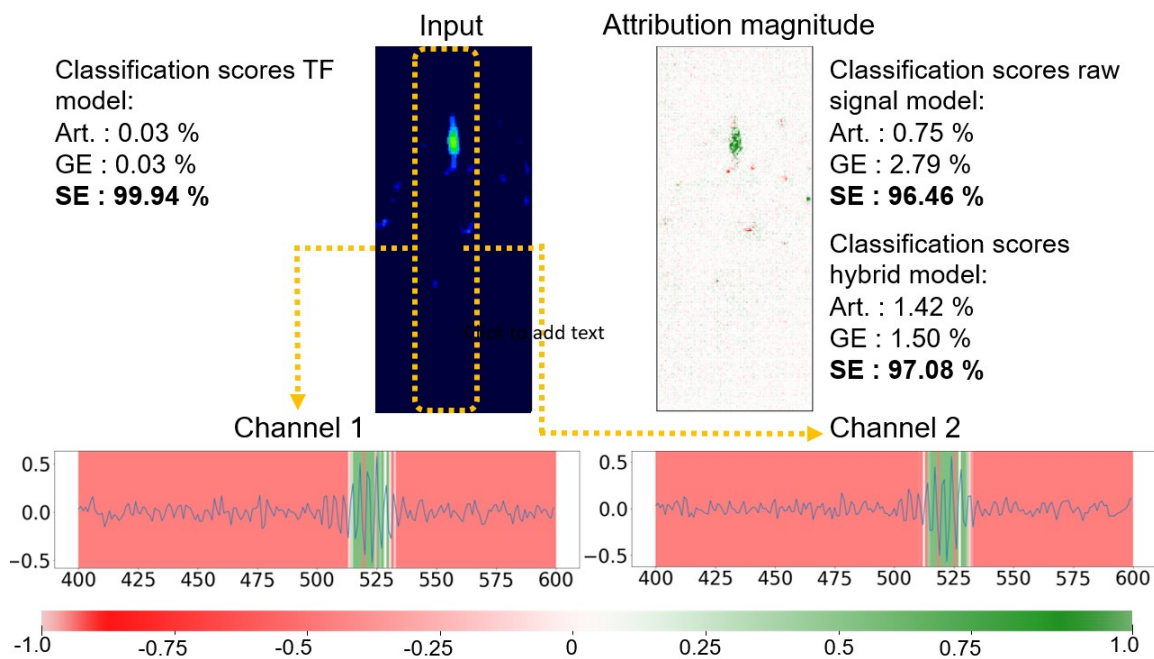 Input
Attribution magnitude
Classification scores TF
model:
Art. : 0.03 %
GE : 0.03 %
SE : 99.94 %
Classification scores raw
signal model:
Art. : 0.75 %
GE : 2.79 %
SE : 96.46 %
Classification scores
hybrid model:
Art. : 1.42 %
GE : 1.50 %
SE : 97.08 %
to add text
Channel 1
Channel 2
0.5
0.0
−0.5
400 425 450 475 500 525 550 575 600
0.5
0.0
−0.5
400 425 450 475 500 525 550 575 600
-1.0 -0.75 -0.5 -0.25 0 0.25 0.5 0.75 1.0